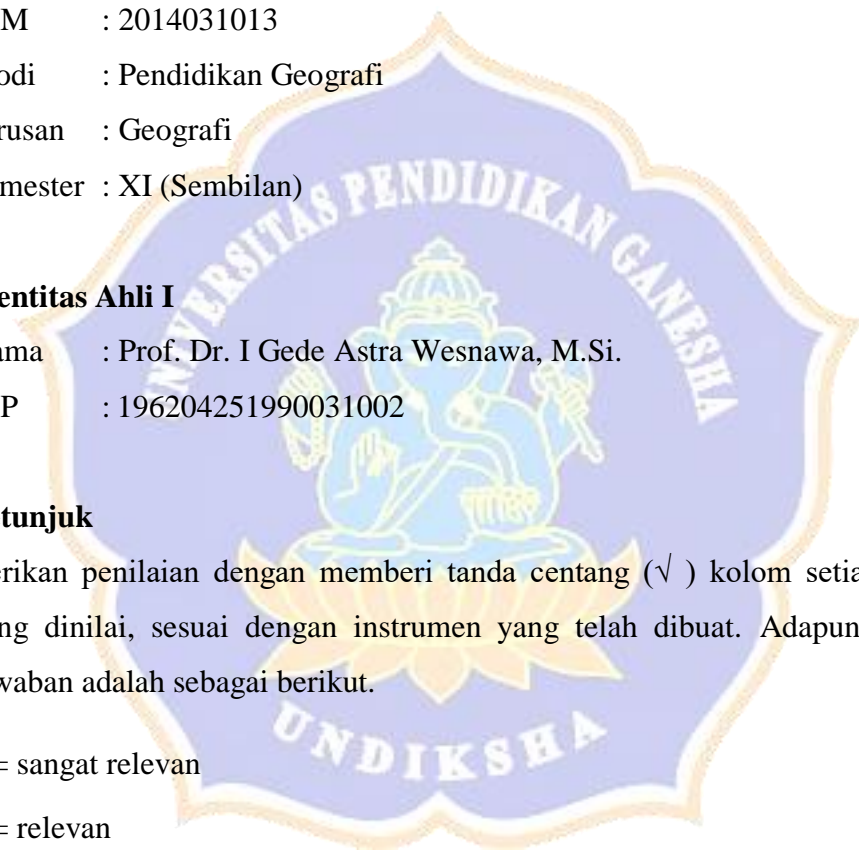 M : 2014031013
odi : Pendidikan Geografi
rusan : Geografi
mester : XI (Sembilan)
UNIVERSITAS PENDIDIKAN GANESHA
entitas Ahli I
ama : Prof. Dr. I Gede Astra Wesnawa, M.Si.
P : 196204251990031002
tunjuk
erikan penilaian dengan memberi tanda centang (√ ) kolom setia
ng dinilai, sesuai dengan instrumen yang telah dibuat. Adapun
waban adalah sebagai berikut.
UNDIKSHA
= sangat relevan
= relevan